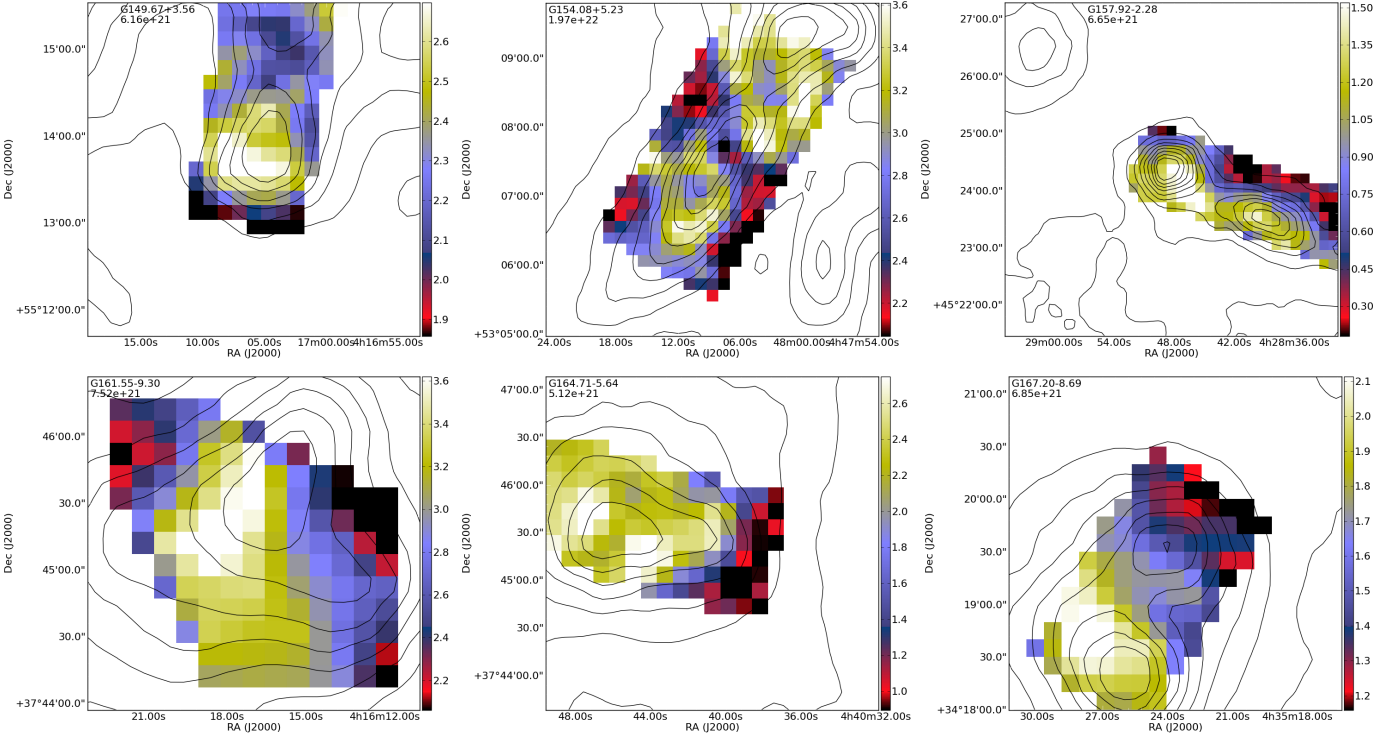 G149.67+3.56
6.16e+21
15'00.0"
14'00.0"
13'00.0"
+55°12'00.0"
Dec (J2000)
15.00s 10.00s 05.00s 17m00.00s 4h16m55.00s
RA (J2000)
2.6
2.5
2.4
2.3
2.2
2.1
2.0
1.9
G154.08+5.23
1.97e+22
09'00.0"
08'00.0"
07'00.0"
06'00.0"
+53°05'00.0"
Dec (J2000)
24.00s 18.00s 12.00s 06.00s 48m00.00s 4h47m54.00s
RA (J2000)
3.6
3.4
3.2
3.0
2.8
2.6
2.4
2.2
G157.92-2.28
6.65e+21
27'00.0"
26'00.0"
25'00.0"
24'00.0"
23'00.0"
+45°22'00.0"
Dec (J2000)
29m00.00s 54.00s 48.00s 42.00s 4h28m36.00s
RA (J2000)
1.50
1.35
1.20
1.05
0.90
0.75
0.60
0.45
0.30
G161.55-9.30
7.52e+21
46'00.0"
30.0"
45'00.0"
30.0"
+37°44'00.0"
Dec (J2000)
21.00s 18.00s 15.00s 4h16m12.00s
RA (J2000)
3.6
3.4
3.2
3.0
2.8
2.6
2.4
2.2
G164.71-5.64
5.12e+21
47'00.0"
30.0"
46'00.0"
30.0"
45'00.0"
30.0"
+37°44'00.0"
Dec (J2000)
48.00s 44.00s 40.00s 36.00s 4h40m32.00s
RA (J2000)
2.6
2.4
2.2
2.0
1.8
1.6
1.4
1.2
1.0
G167.20-8.69
6.85e+21
21'00.0"
30.0"
20'00.0"
30.0"
19'00.0"
30.0"
+34°18'00.0"
Dec (J2000)
30.00s 27.00s 24.00s 21.00s 4h35m18.00s
RA (J2000)
2.1
2.0
1.9
1.8
1.7
1.6
1.5
1.4
1.3
1.2